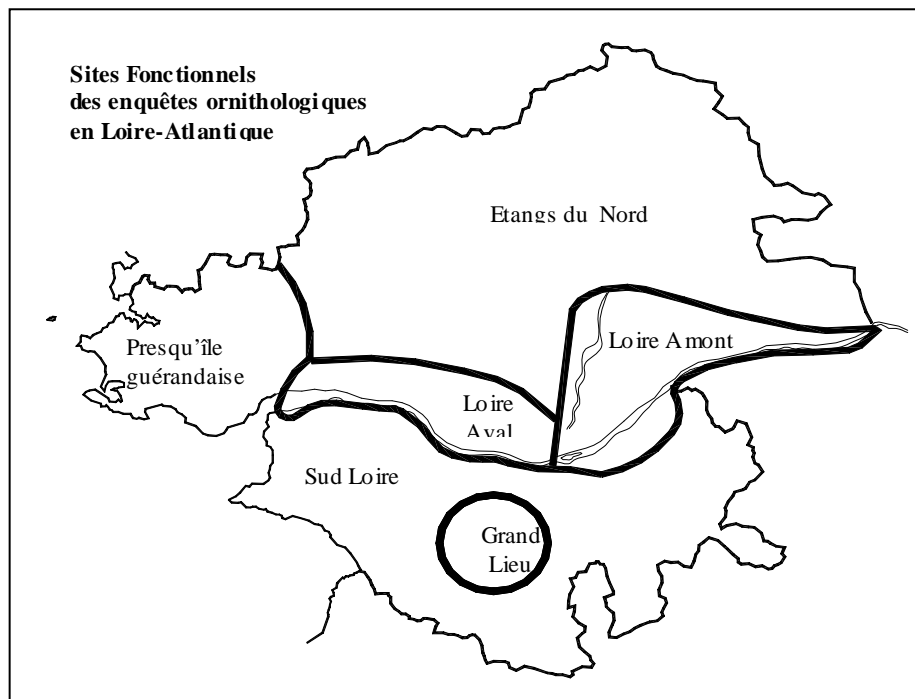 Sites Fonctionnels
des enquêtes ornithologiques
en Loire-Atlantique
Etangs du Nord
Presqu'île
guérandaise
Loire Amont
Loire
Aval
Sud Loire
Grand
Lieu